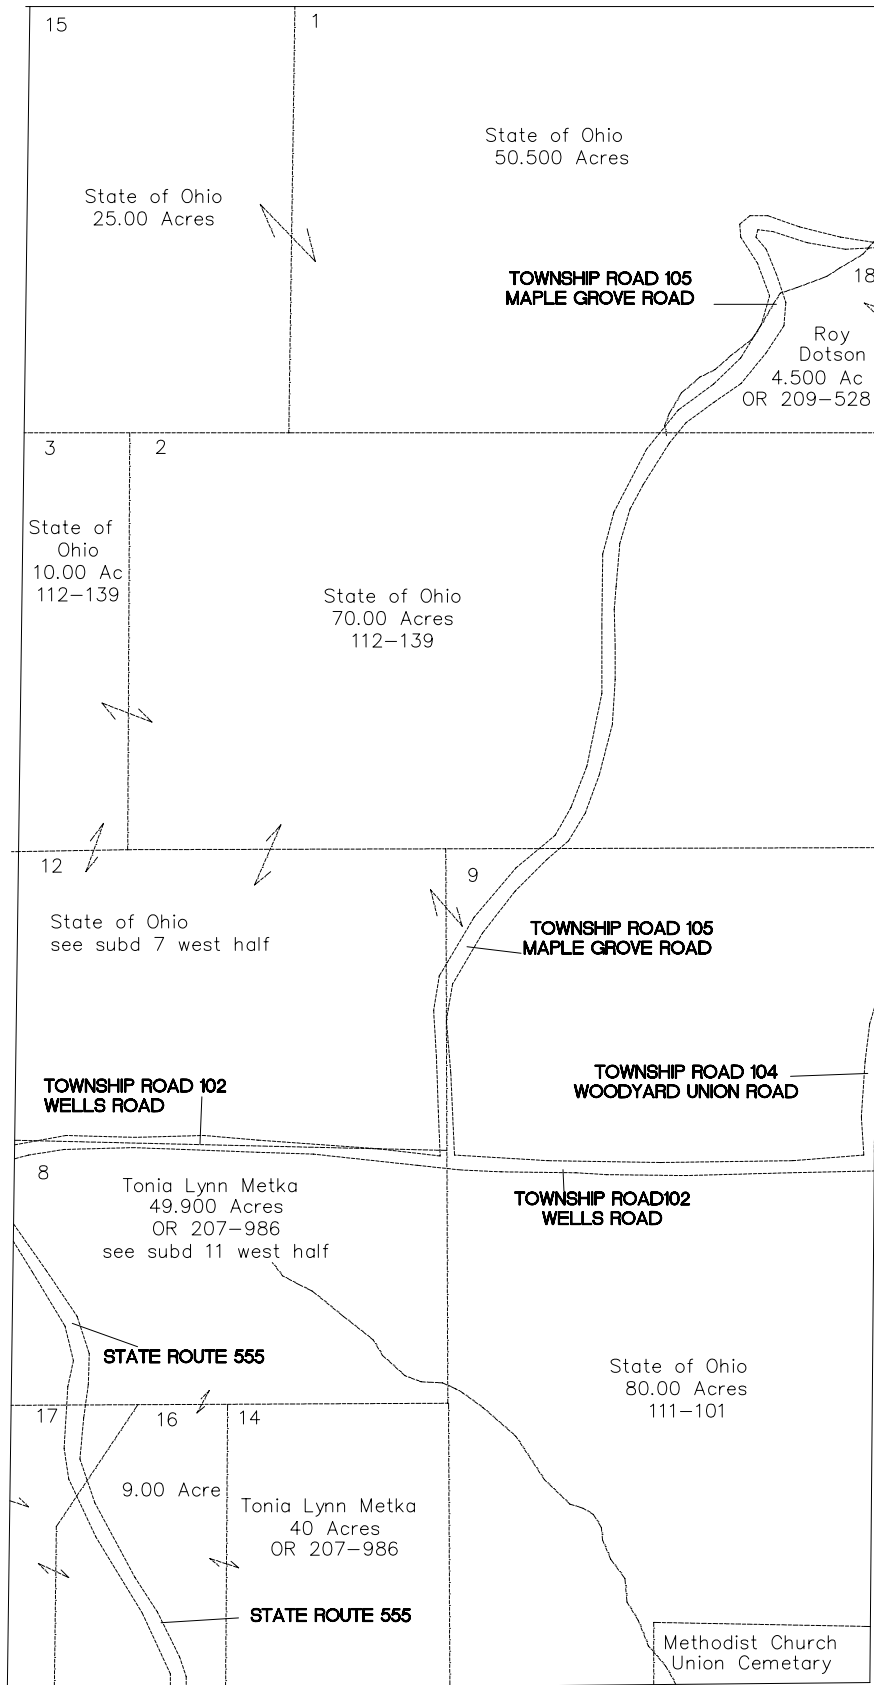 15
1
State of Ohio
50.500 Acres
State of Ohio
25.00 Acres
TOWNSHIP ROAD 105
MAPLE GROVE ROAD
18
Roy
Dotson
4.500 Ac
OR 209-528
3
2
State of
Ohio
10.00 Ac
112-139
State of Ohio
70.00 Acres
112-139
12
9
State of Ohio
see subd 7 west half
TOWNSHIP ROAD 105
MAPLE GROVE ROAD
TOWNSHIP ROAD 102
WELLS ROAD
TOWNSHIP ROAD 104
WOODYARD UNION ROAD
8
Tonia Lynn Metka
49.900 Acres
OR 207-986
see subd 11 west half
TOWNSHIP ROAD102
WELLS ROAD
STATE ROUTE 555
State of Ohio
80.00 Acres
111-101
17
16
14
9.00 Acre
Tonia Lynn Metka
40 Acres
OR 207-986
STATE ROUTE 555
Methodist Church
Union Cemetary